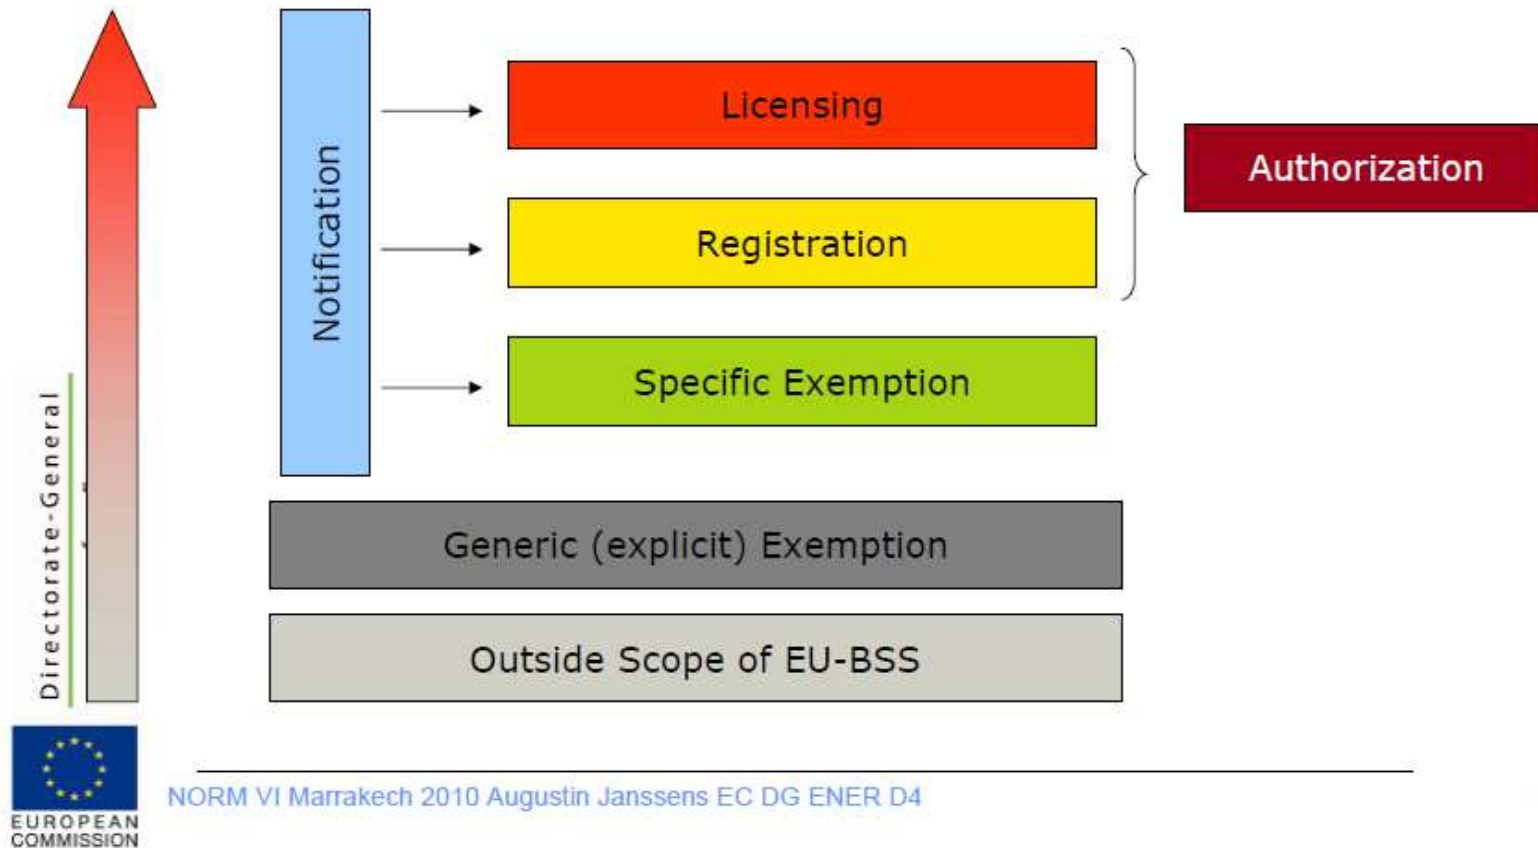 Licensing
Authorization
Notification
Registration
Specific Exemption
Generic (explicit) Exemption
Outside Scope of EU-BSS
Directorate-General
EUROPEAN
COMMISSION
NORM VI Marrakech 2010 Augustin Janssens EC DG ENER D4